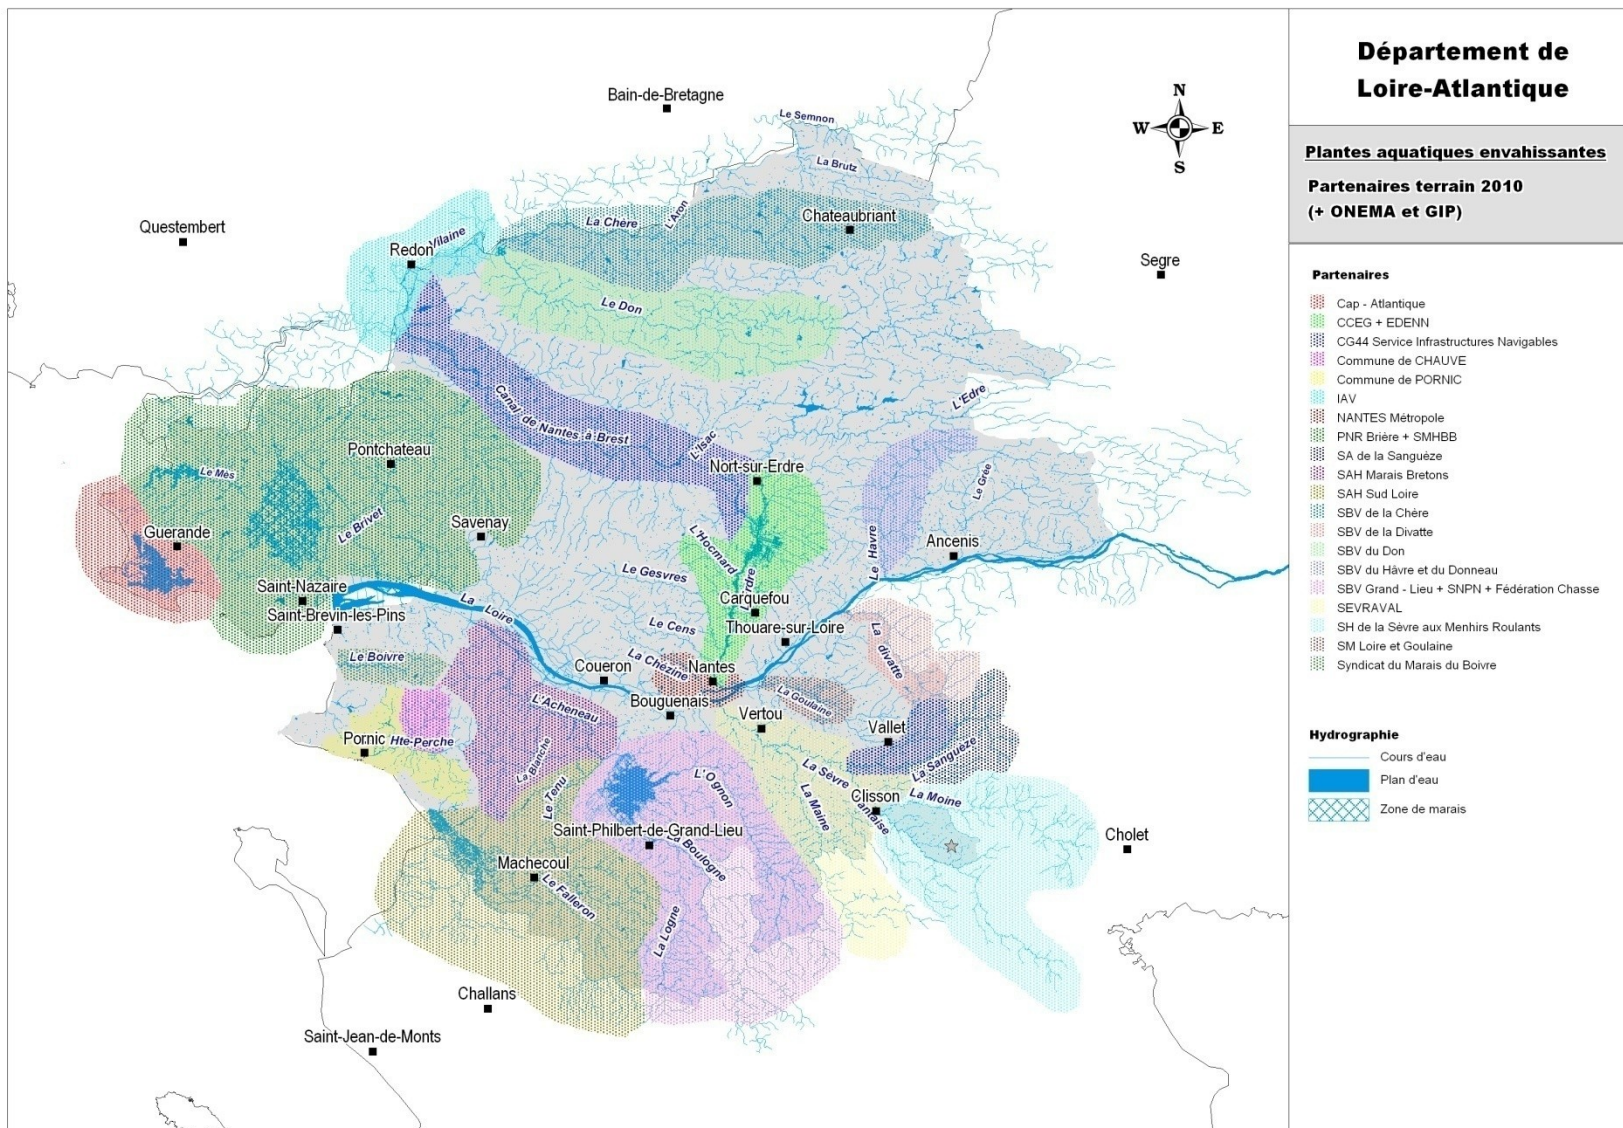 Département de
Loire-Atlantique
Plantes aquatiques envahissantes
Partenaires terrain 2010
(+ ONEMA et GIP)
Partenaires
Cap - Atlantique
CCEG + EDENN
CG44 Service Infrastructures Navigables
Commune de CHAUVE
Commune de PORNIC
IAV
NANTES Métropole
PNR Brière + SMHBB
SA de la Sanguèze
SAH Marais Bretons
SAH Sud Loire
SBV de la Chère
SBV de la Divatte
SBV du Don
SBV du Hâvre et du Donneau
SBV Grand - Lieu + SNPN + Fédération Chasse
SEVRAVAL
SH de la Sèvre aux Menhirs Roulants
SM Loire et Goulaine
Syndicat du Marais du Boivre
Hydrographie
Cours d'eau
Plan d'eau
Zone de marais
N
W E
S
Bain-de-Bretagne
Le Semnon
La Brutz
Questembert
La Chère
L'Aron
Chateaubriant
Vilaine
Redon
Segre
Le Don
L'Edre
Canal de Nantes à Brest
L'Isac
Pontchateau
Nort-sur-Erdre
Le Més
Le Grée
Le Brivet
Savenay
Guerande
L'Hocmard
Ancenis
Le Havre
Le Gesvres
L'Erdre
Saint-Nazaire
La Loire
Carquefou
Saint-Brevin-les-Pins
Le Cens
Thouare-sur-Loire
La divatte
Le Boivre
La Chézine
Coueron
Nantes
La Goulaine
L'Acheneau
Bouguenais
Vertou
Vallet
Pornic
Hte-Perche
La Blanche
La Sanguèze
Le Tenu
L'Ognon
La Sèvre Nantaise
La Maine
Clisson
La Moine
Saint-Philbert-de-Grand-Lieu
La Boulogne
Cholet
Machecoul
Le Falleron
La Logne
Challans
Saint-Jean-de-Monts